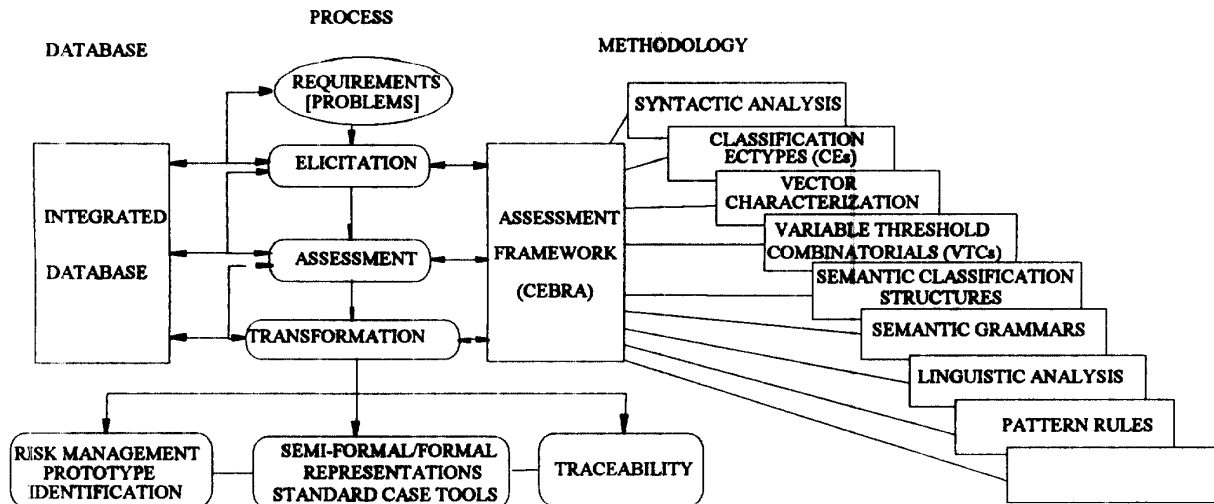 PROCESS
DATABASE
METHODOLOGY
REQUIREMENTS
[PROBLEMS]
SYNTACTIC ANALYSIS
CLASSIFICATION
ECTYPES (CEs)
ELICITATION
VECTOR
CHARACTERIZATION
INTEGRATED
DATABASE
ASSESSMENT
FRAMEWORK
(CEBRA)
VARIABLE THRESHOLD
COMBINATORIALS (VTCs)
ASSESSMENT
SEMANTIC CLASSIFICATION
STRUCTURES
TRANSFORMATION
SEMANTIC GRAMMARS
LINGUISTIC ANALYSIS
PATTERN RULES
RISK MANAGEMENT
PROTOTYPE
IDENTIFICATION
SEMI-FORMAL/FORMAL
REPRESENTATIONS
STANDARD CASE TOOLS
TRACEABILITY